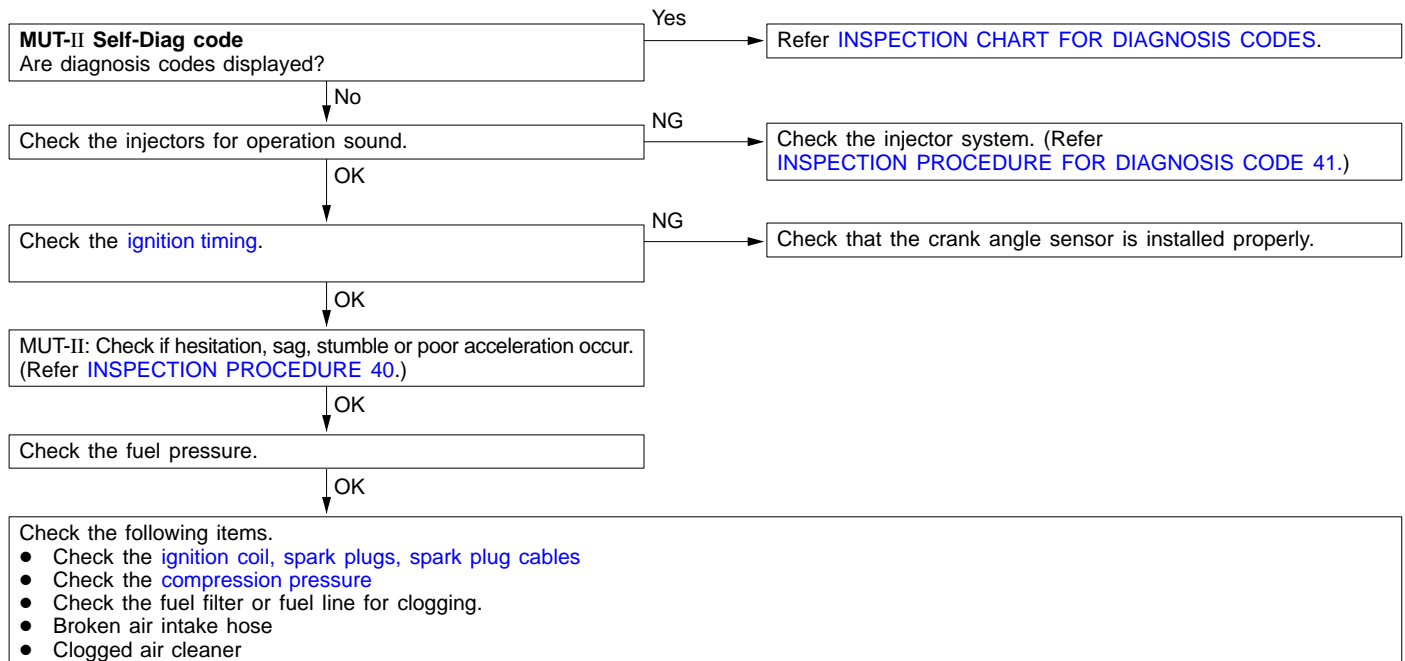 MUT-II Self-Diag code
Are diagnosis codes displayed?
Yes
Refer INSPECTION CHART FOR DIAGNOSIS CODES.
No
Check the injectors for operation sound.
NG
Check the injector system. (Refer
INSPECTION PROCEDURE FOR DIAGNOSIS CODE 41.)
OK
Check the ignition timing.
NG
Check that the crank angle sensor is installed properly.
OK
MUT-II: Check if hesitation, sag, stumble or poor acceleration occur.
(Refer INSPECTION PROCEDURE 40.)
OK
Check the fuel pressure.
OK
Check the following items.
● Check the ignition coil, spark plugs, spark plug cables
● Check the compression pressure
● Check the fuel filter or fuel line for clogging.
● Broken air intake hose
● Clogged air cleaner